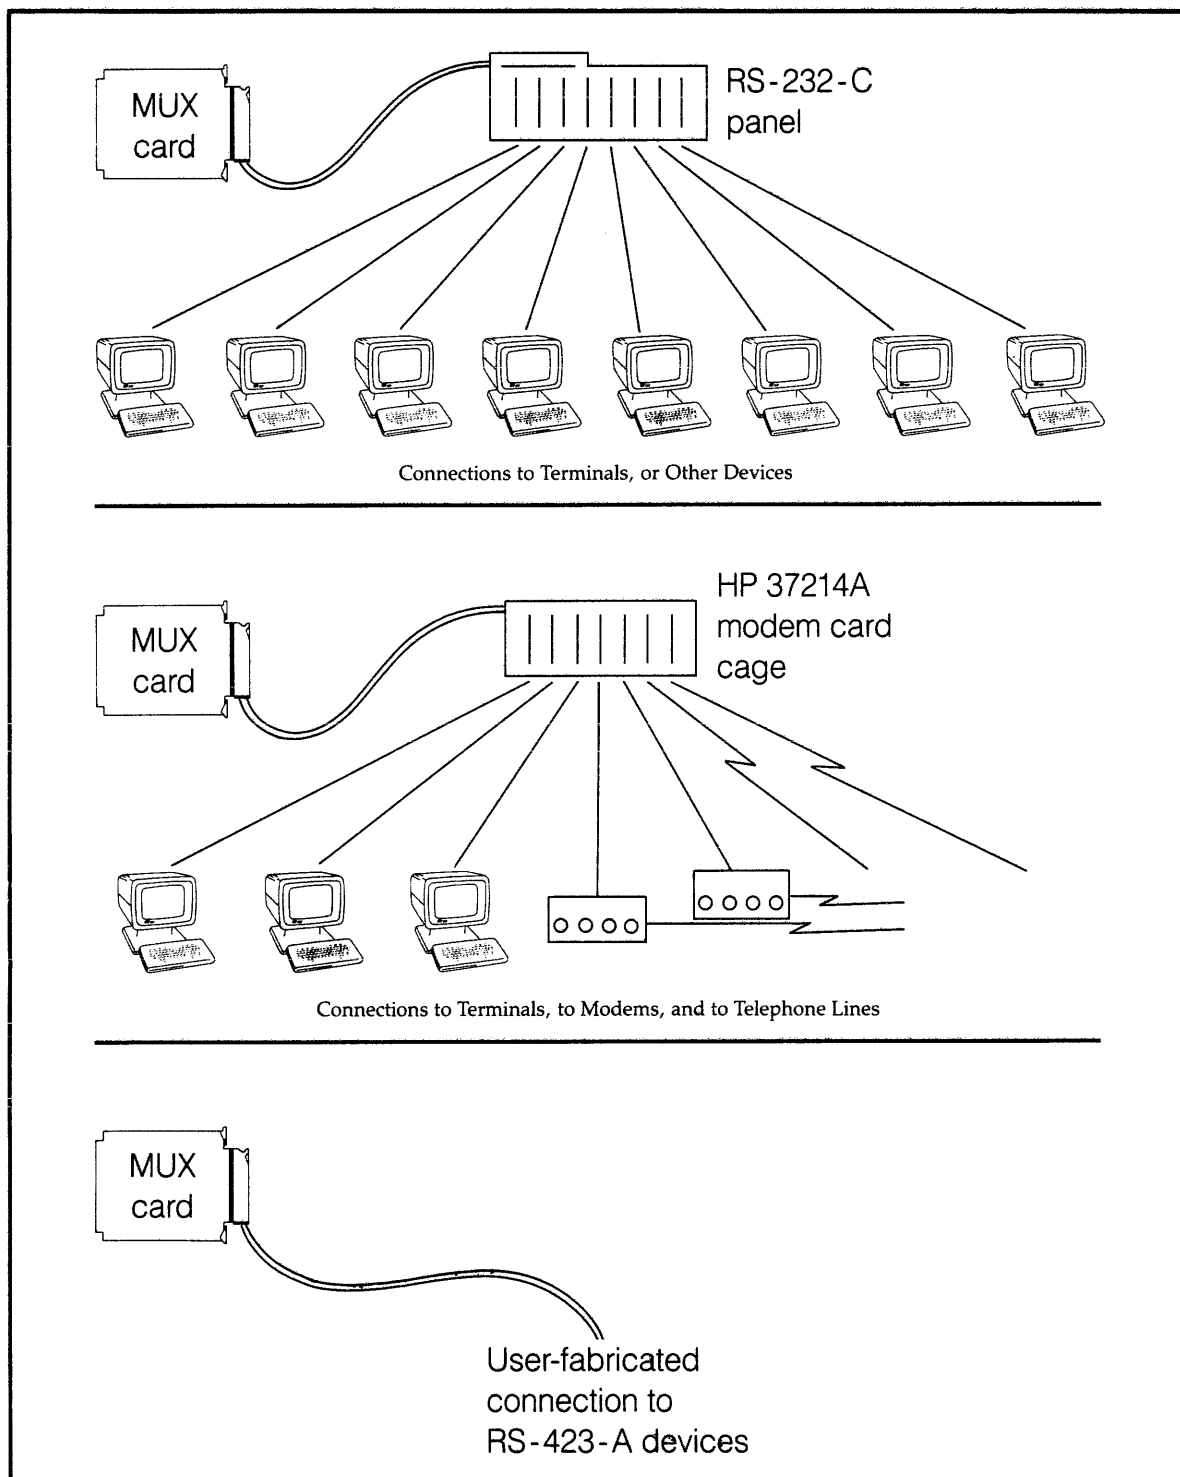 MUX
card
RS-232-C
panel
Connections to Terminals, or Other Devices
MUX
card
HP 37214A
modem card
cage
Connections to Terminals, to Modems, and to Telephone Lines
MUX
card
User-fabricated
connection to
RS-423-A devices